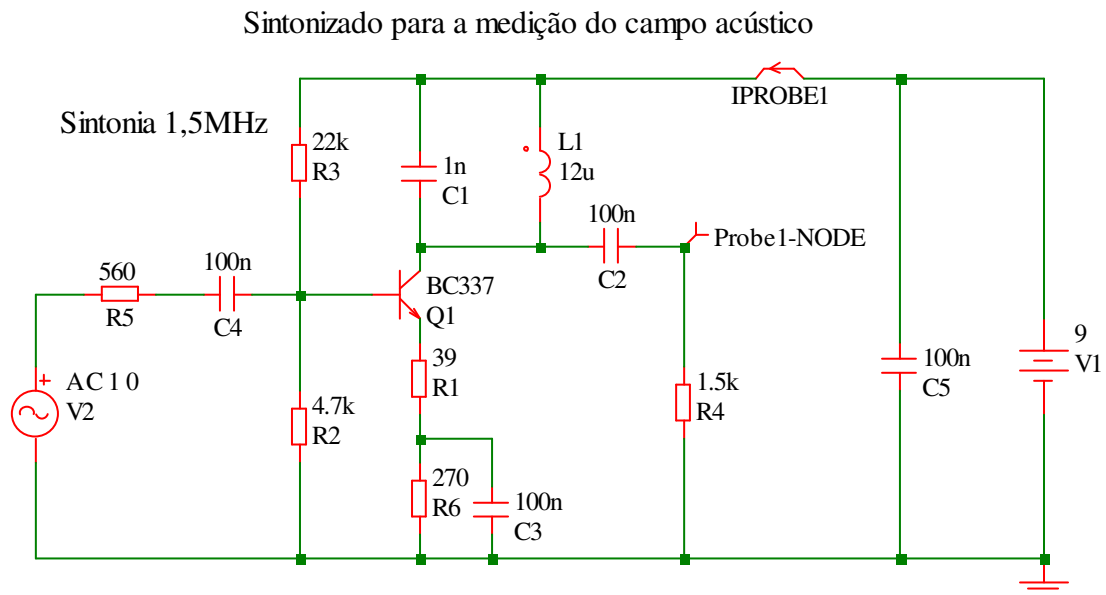 Sintonizado para a medição do campo acústico
IPROBE1
Sintonia 1,5MHz
22k
R3
1n
C1
L1
12u
100n
C2
Probe1-NODE
560
R5
100n
C4
BC337
Q1
39
R1
9
V1
100n
C5
AC 1 0
V2
4.7k
R2
1.5k
R4
270
R6
100n
C3